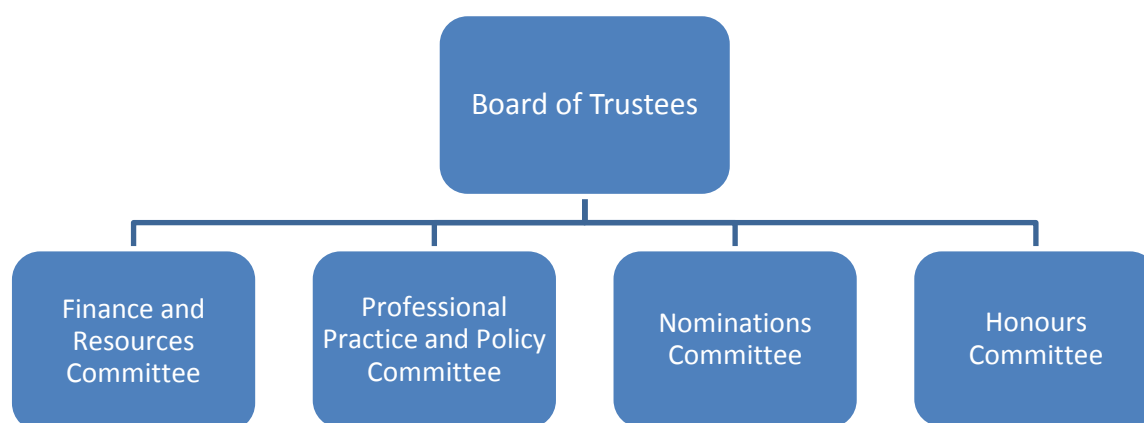 Board of Trustees
Finance and
Resources
Committee
Professional
Practice and Policy
Committee
Nominations
Committee
Honours
Committee